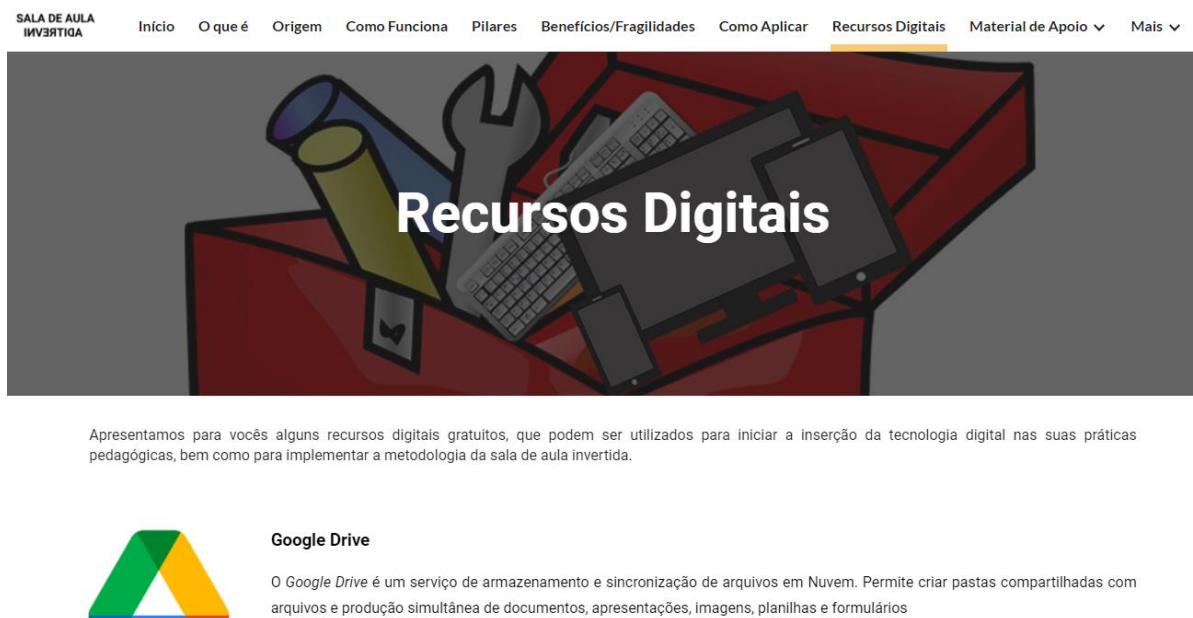 SALA DE AULA
INVERTIDA
Início O que é Origem Como Funciona Pilares Benefícios/Fragilidades Como Aplicar Recursos Digitais Material de Apoio Mais
Recursos Digitais
Apresentamos para vocês alguns recursos digitais gratuitos, que podem ser utilizados para iniciar a inserção da tecnologia digital nas suas práticas
pedagógicas, bem como para implementar a metodologia da sala de aula invertida.
Google Drive
O Google Drive é um serviço de armazenamento e sincronização de arquivos em Nuvem. Permite criar pastas compartilhadas com
arquivos e produção simultânea de documentos, apresentações, imagens, planilhas e formulários